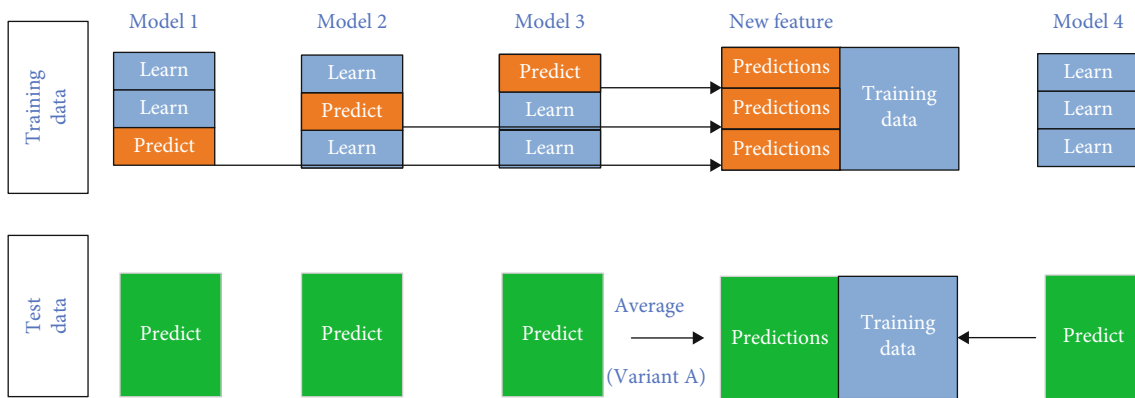 Model 1
Model 2
Model 3
New feature
Model 4
Training
data
Learn
Learn
Predict
Learn
Predict
Learn
Predict
Learn
Learn
Predictions
Predictions
Predictions
Training
data
Learn
Learn
Learn
Test
data
Predict
Predict
Predict
Average
(Variant A)
Predictions
Training
data
Predict